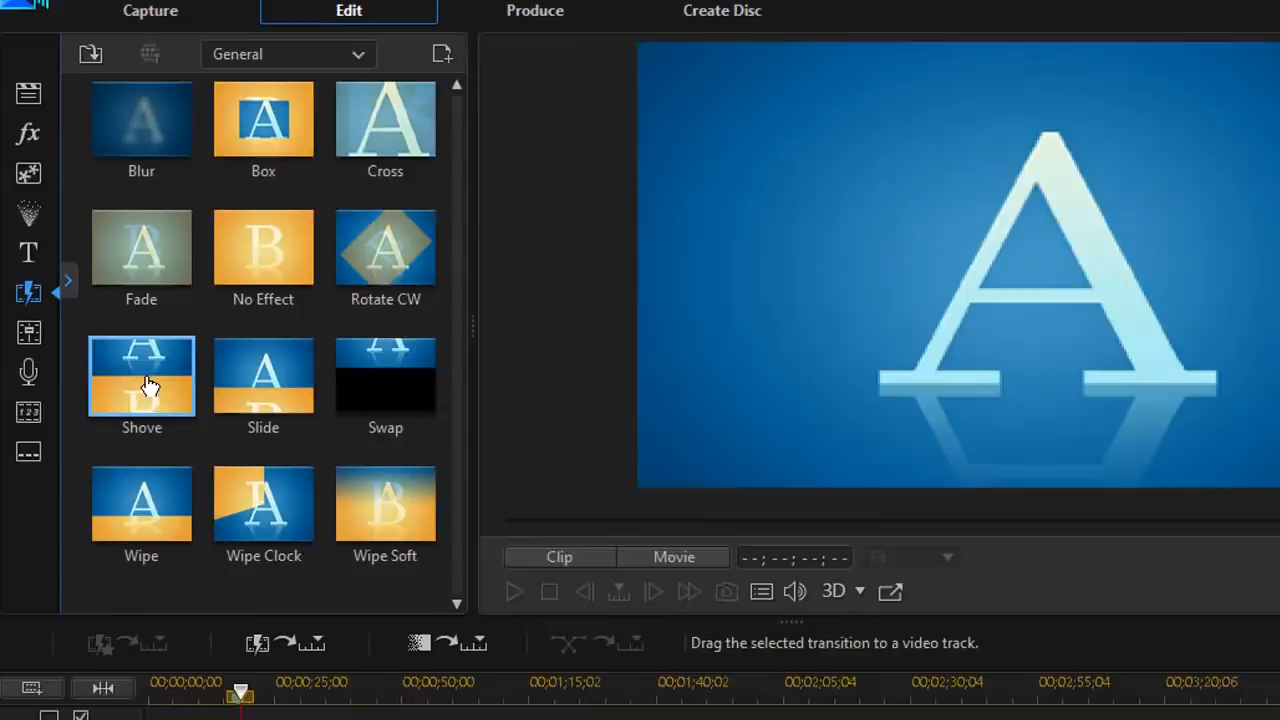 Capture Edit Produce Create Disc
General
Blur Box Cross
Fade No Effect Rotate CW
Shove Slide Swap
Wipe Wipe Clock Wipe Soft
fx
T
123
A
Clip Movie --;--;--;--
3D
Drag the selected transition to a video track.
00;00;00;00 00;00;25;00 00;00;50;00 00;01;15;02 00;01;40;02 00;02;05;04 00;02;30;04 00;02;55;04 00;03;20;06